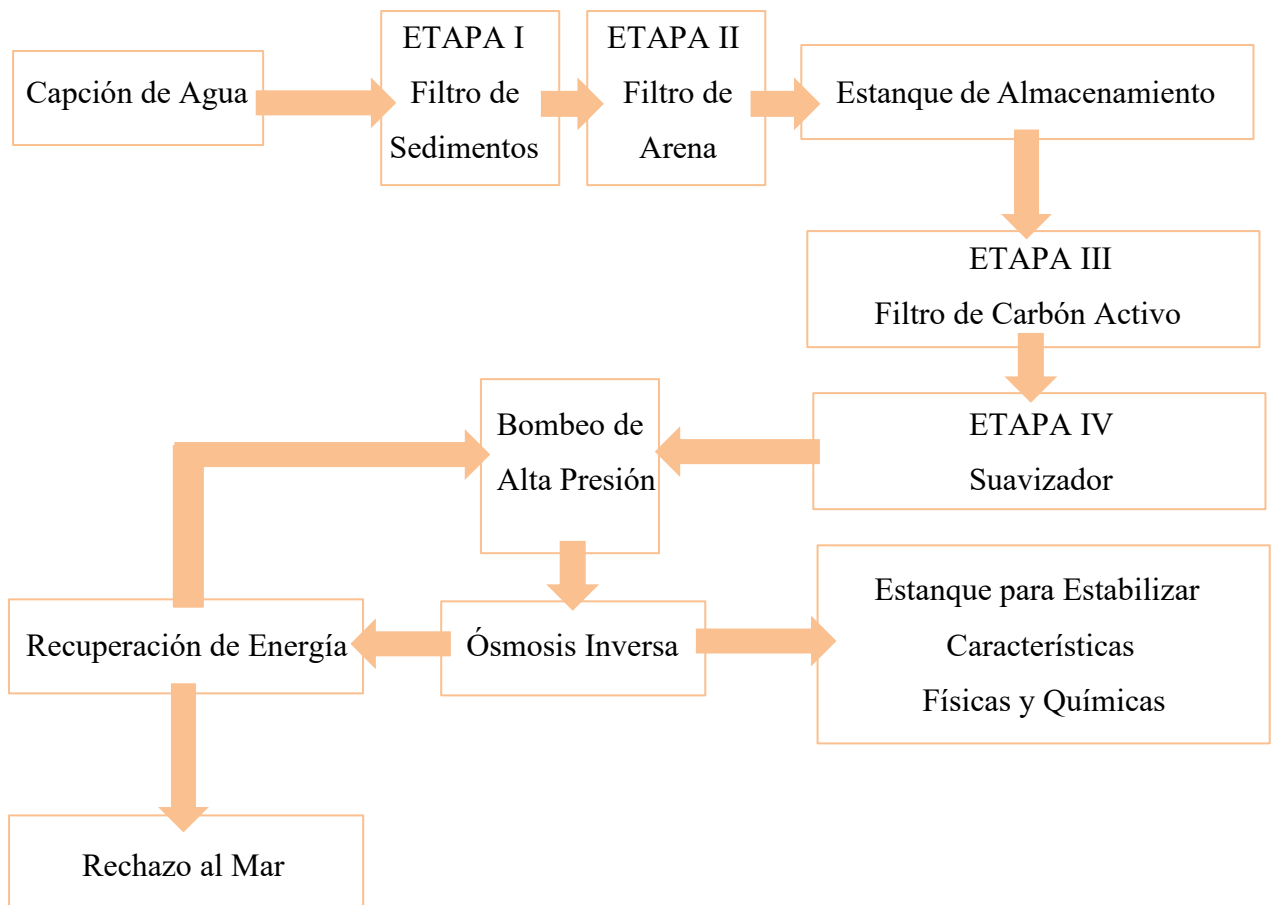 Capción de Agua
ETAPA I
Filtro de
Sedimentos
ETAPA II
Filtro de
Arena
Estanque de Almacenamiento
ETAPA III
Filtro de Carbón Activo
ETAPA IV
Suavizador
Bombeo de
Alta Presión
Ósmosis Inversa
Recuperación de Energía
Estanque para Estabilizar
Características
Físicas y Químicas
Rechazo al Mar